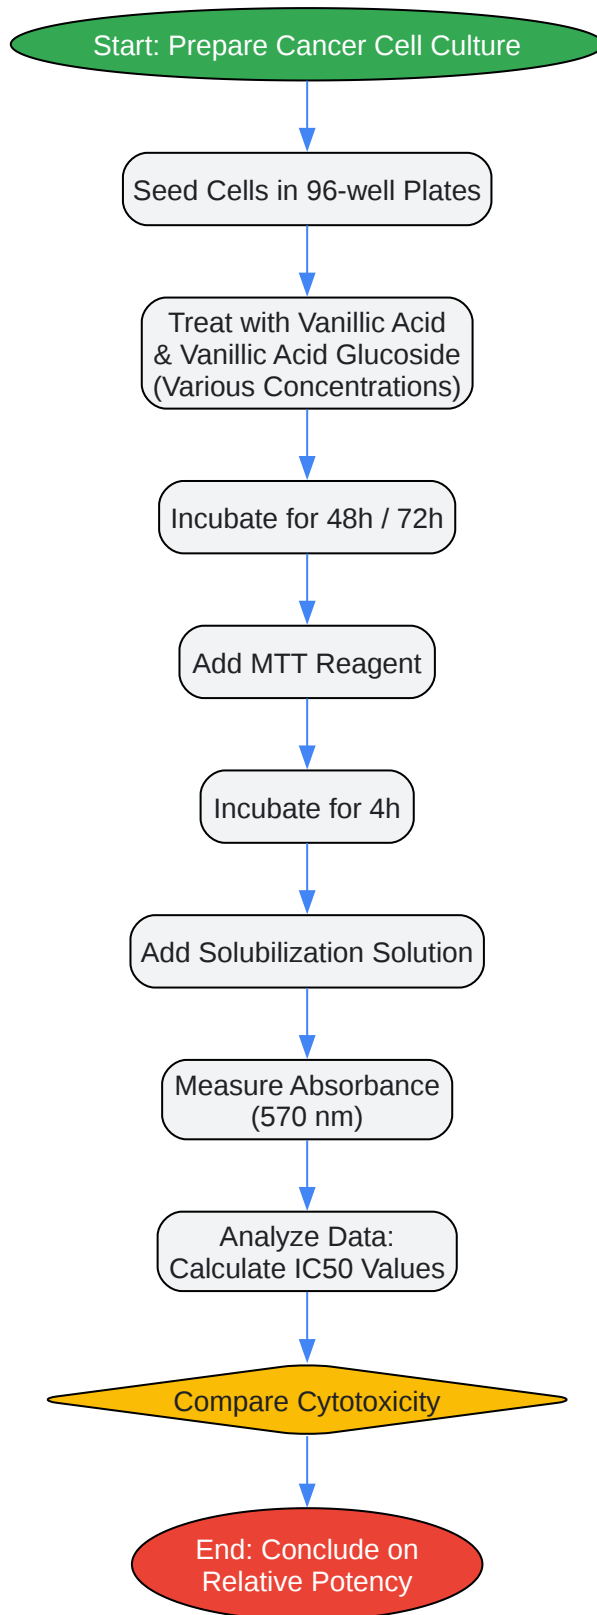 Start: Prepare Cancer Cell Culture
Seed Cells in 96-well Plates
Treat with Vanillic Acid
& Vanillic Acid Glucoside
(Various Concentrations)
Incubate for 48h / 72h
Add MTT Reagent
Incubate for 4h
Add Solubilization Solution
Measure Absorbance
(570 nm)
Analyze Data:
Calculate IC50 Values
Compare Cytotoxicity
End: Conclude on
Relative Potency